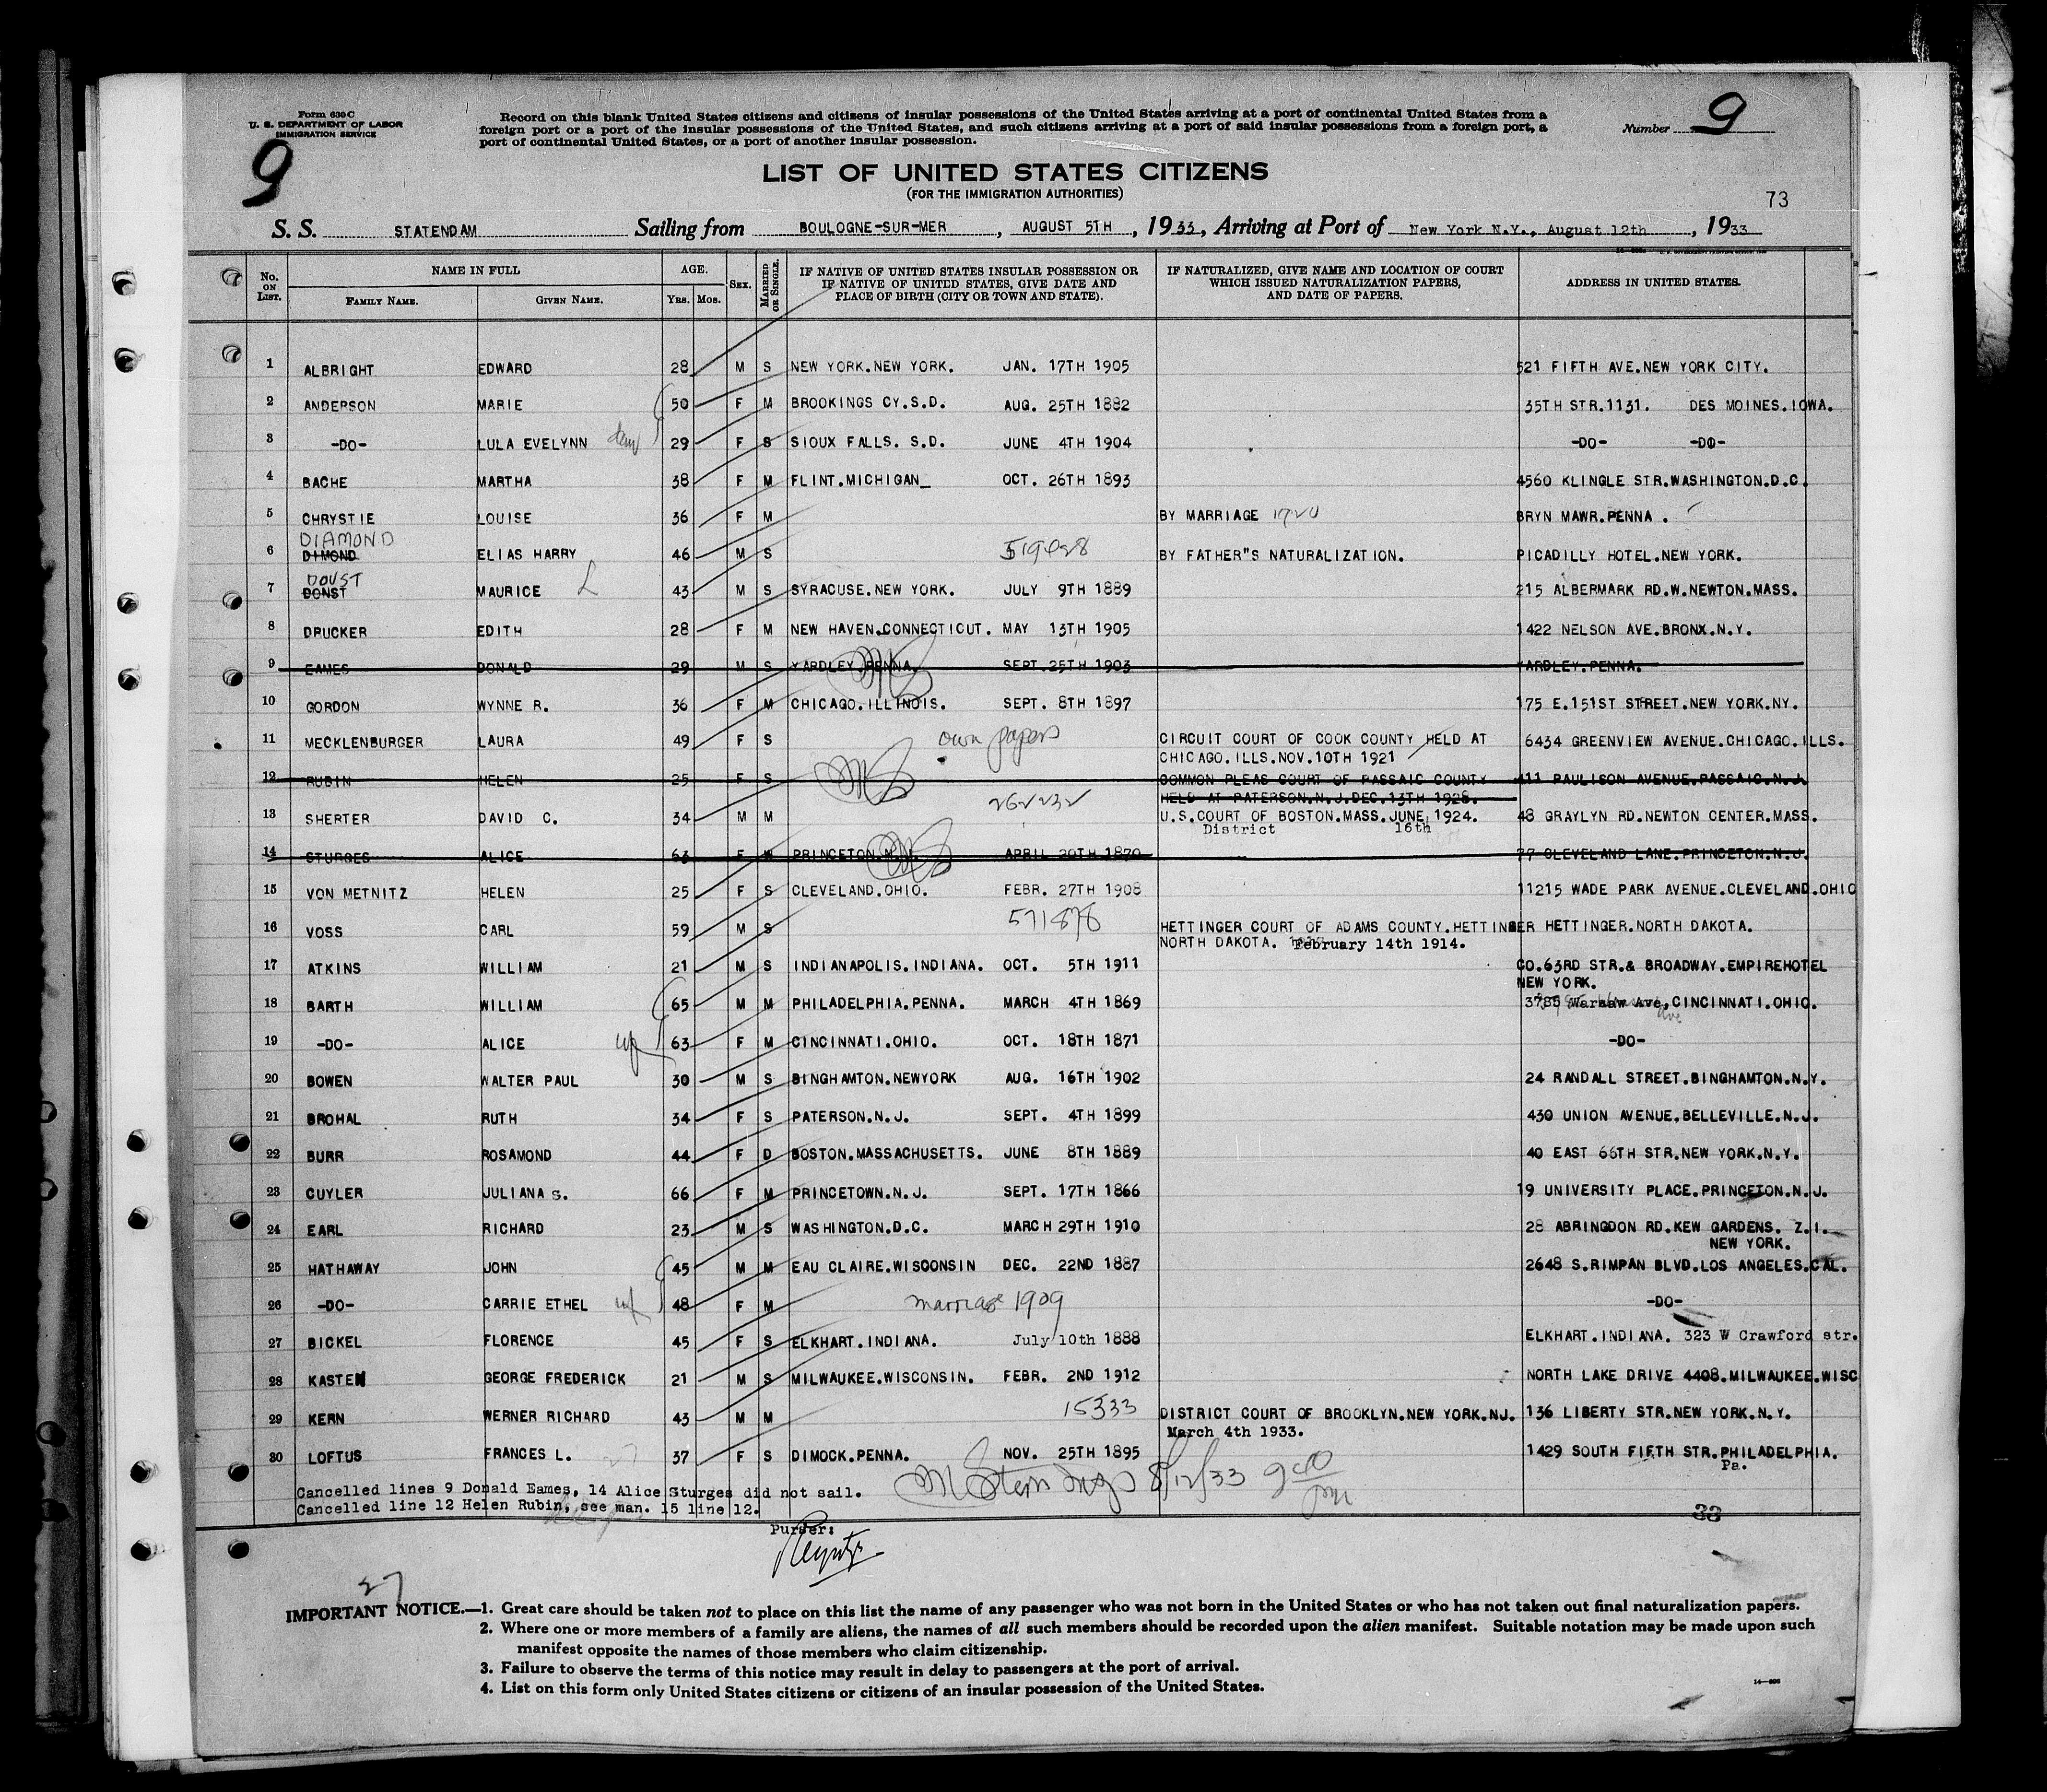 Form 630 C
U. S. DEPARTMENT OF LABOR
IMMIGRATION SERVICE
9
Record on this blank United States citizens and citizens of insular possessions of the United States arriving at a port of continental United States from a
foreign port or a port of the insular possessions of the United States, and such citizens arriving at a port of said insular possessions from a foreign port, a
port of continental United States, or a port of another insular possession.
Number 9
LIST OF UNITED STATES CITIZENS
(FOR THE IMMIGRATION AUTHORITIES)
73
S. S. STATENDAM Sailing from BOULOGNE-SUR-MER, AUGUST 5TH, 1933, Arriving at Port of New York N.Y., August 12th, 1933
No. ON LIST. NAME IN FULL FAMILY NAME. GIVEN NAME. AGE. Yrs. Mos. SEX. MARRIED OR SINGLE. IF NATIVE OF UNITED STATES INSULAR POSSESSION OR IF NATIVE OF UNITED STATES, GIVE DATE AND PLACE OF BIRTH (CITY OR TOWN AND STATE). IF NATURALIZED, GIVE NAME AND LOCATION OF COURT WHICH ISSUED NATURALIZATION PAPERS, AND DATE OF PAPERS. ADDRESS IN UNITED STATES.
1 ALBRIGHT EDWARD 28 M S NEW YORK.NEW YORK. JAN. 17TH 1905 521 FIFTH AVE.NEW YORK CITY.
2 ANDERSON MARIE 50 F M BROOKINGS CY.S.D. AUG. 25TH 1882 35TH STR.1131. DES MOINES.IOWA.
3 -DO- LULA EVELYNN dau 29 F S SIOUX FALLS. S.D. JUNE 4TH 1904 -DO- -DO-
4 BACHE MARTHA 38 F M FLINT.MICHIGAN_ OCT. 26TH 1893 4560 KLINGLE STR.WASHINGTON.D.C.
5 CHRYSTIE LOUISE 36 F M BY MARRIAGE 1920 BRYN MAWR.PENNA .
DIAMOND
6 DIMOND ELIAS HARRY 46 M S 519428 BY FATHER"S NATURALIZATION. PICADILLY HOTEL.NEW YORK.
DOUST
7 DONST MAURICE L 43 M S SYRACUSE.NEW YORK. JULY 9TH 1889 215 ALBERMARK RD.W.NEWTON.MASS.
8 DRUCKER EDITH 28 F M NEW HAVEN.CONNECTICUT. MAY 13TH 1905 1422 NELSON AVE.BRONX.N.Y.
9 EAMES DONALD 29 M S YARDLEY.PENNA. SEPT.25TH 1903 YARDLEY.PENNA.
10 GORDON WYNNE R. 36 F M CHICAGO.ILLINOIS. SEPT. 8TH 1897 175 E.151ST STREET.NEW YORK.NY.
11 MECKLENBURGER LAURA 49 F S own papers CIRCUIT COURT OF COOK COUNTY HELD AT 6434 GREENVIEW AVENUE.CHICAGO.ILLS.
CHICAGO.ILLS.NOV.10TH 1921
12 RUBIN HELEN 25 F S COMMON PLEAS COURT OF PASSAIC COUNTY 411 PAULISON AVENUE.PASSAIC.N.J.
HELD AT PATERSON.N.J.DEC.13TH 1928.
13 SHERTER DAVID C. 34 M M U.S.COURT OF BOSTON.MASS.JUNE, 1924. 48 GRAYLYN RD.NEWTON CENTER.MASS.
District 16th
14 STURGES ALICE 63 F W PRINCETON.N.J. APRIL 20TH 1870 77 CLEVELAND LANE.PRINCETON.N.J.
15 VON METNITZ HELEN 25 F S CLEVELAND.OHIO. FEBR. 27TH 1908 11215 WADE PARK AVENUE.CLEVELAND.OHIO
16 VOSS CARL 59 M S 571878 HETTINGER COURT OF ADAMS COUNTY.HETTINGER HETTINGER.NORTH DAKOTA.
NORTH DAKOTA. February 14th 1914.
17 ATKINS WILLIAM 21 M S INDIANAPOLIS.INDIANA. OCT. 5TH 1911 CO.63RD STR.& BROADWAY.EMPIREHOTEL
NEW YORK.
18 BARTH WILLIAM 65 M M PHILADELPHIA.PENNA. MARCH 4TH 1869 3785 Warsaw Ave,CINCINNATI.OHIO.
19 -DO- ALICE wf 63 F M CINCINNATI.OHIO. OCT. 18TH 1871 -DO-
20 BOWEN WALTER PAUL 30 M S BINGHAMTON.NEWYORK AUG. 16TH 1902 24 RANDALL STREET.BINGHAMTON.N.Y.
21 BROHAL RUTH 34 F S PATERSON.N.J. SEPT. 4TH 1899 430 UNION AVENUE.BELLEVILLE.N.J.
22 BURR ROSAMOND 44 F D BOSTON.MASSACHUSETTS. JUNE 8TH 1889 40 EAST 66TH STR.NEW YORK.N.Y.
23 CUYLER JULIANA S. 66 F M PRINCETOWN.N.J. SEPT. 17TH 1866 19 UNIVERSITY PLACE.PRINCETON.N.J.
24 EARL RICHARD 23 M S WASHINGTON.D.C. MARCH 29TH 1910 28 ABRINGDON RD.KEW GARDENS. Z.I.
NEW YORK.
25 HATHAWAY JOHN 45 M M EAU CLAIRE.WISCONSIN DEC. 22ND 1887 2648 S.RIMPAN BLVD.LOS ANGELES.CAL.
26 -DO- CARRIE ETHEL wf 48 F M marriage 1909 -DO-
27 BICKEL FLORENCE 45 F S ELKHART.INDIANA. July 10th 1888 ELKHART.INDIANA. 323 W Crawford str.
28 KASTEN GEORGE FREDERICK 21 M S MILWAUKEE.WISCONSIN. FEBR. 2ND 1912 NORTH LAKE DRIVE 4408.MILWAUKEE.WISC
29 KERN WERNER RICHARD 43 M M 15333 DISTRICT COURT OF BROOKLYN.NEW YORK.NJ. 136 LIBERTY STR.NEW YORK.N.Y.
March 4th 1933.
30 LOFTUS FRANCES L. 37 F S DIMOCK.PENNA. NOV. 25TH 1895 1429 SOUTH FIFTH STR.PHILADELPHIA.
Pa.
Cancelled lines 9 Donald Eames, 14 Alice Sturges did not sail. M Stern Insp 8/12/33 9 00 pm
Cancelled line 12 Helen Rubin, see man. 15 line 12.
33
Purser:
27
IMPORTANT NOTICE.—1. Great care should be taken not to place on this list the name of any passenger who was not born in the United States or who has not taken out final naturalization papers.
2. Where one or more members of a family are aliens, the names of all such members should be recorded upon the alien manifest. Suitable notation may be made upon such
manifest opposite the names of those members who claim citizenship.
3. Failure to observe the terms of this notice may result in delay to passengers at the port of arrival.
4. List on this form only United States citizens or citizens of an insular possession of the United States.